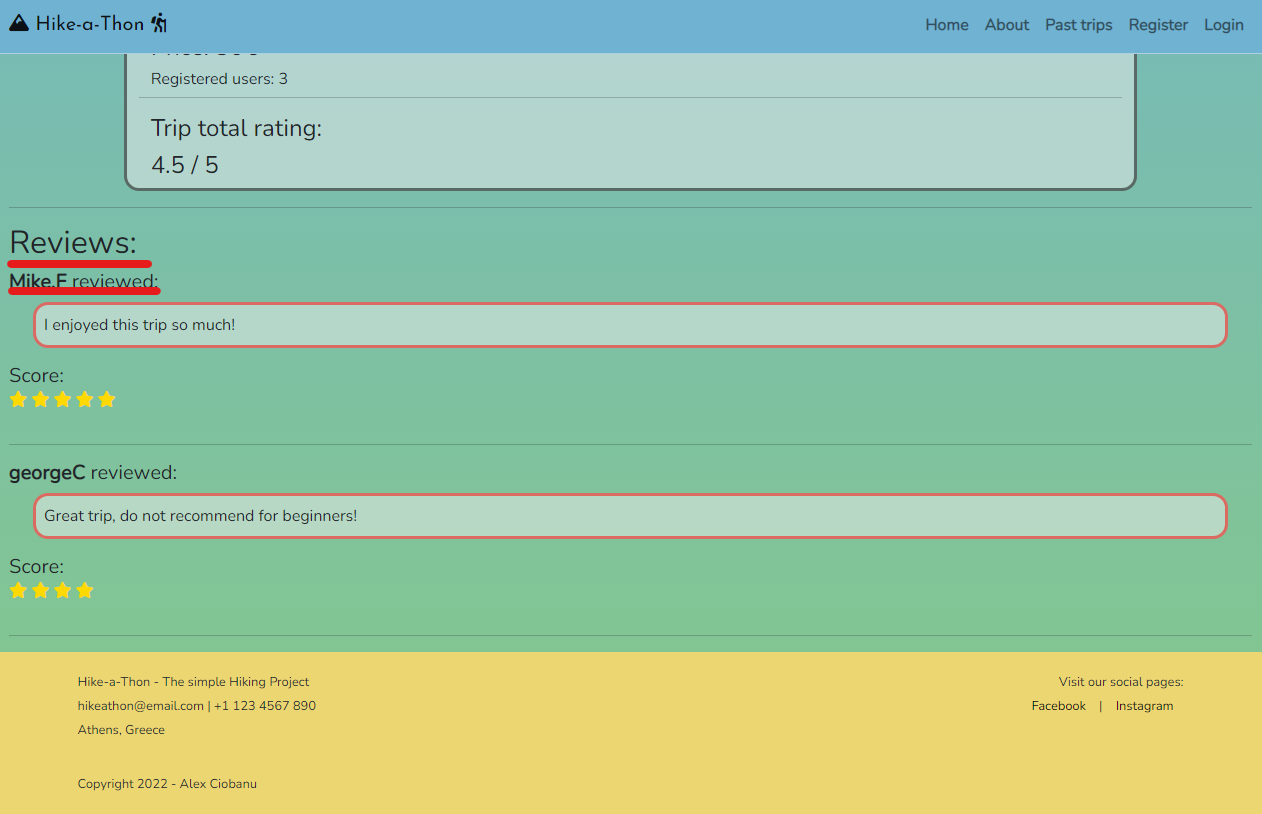 Hike-a-Thon
Home About Past trips Register Login
Registered users: 3
Trip total rating:
4.5 / 5
Reviews:
Mike.F reviewed:
I enjoyed this trip so much!
Score:
georgeC reviewed:
Great trip, do not recommend for beginners!
Score:
Hike-a-Thon - The simple Hiking Project
hikeathon@email.com | +1 123 4567 890
Athens, Greece
Copyright 2022 - Alex Ciobanu
Visit our social pages:
Facebook | Instagram